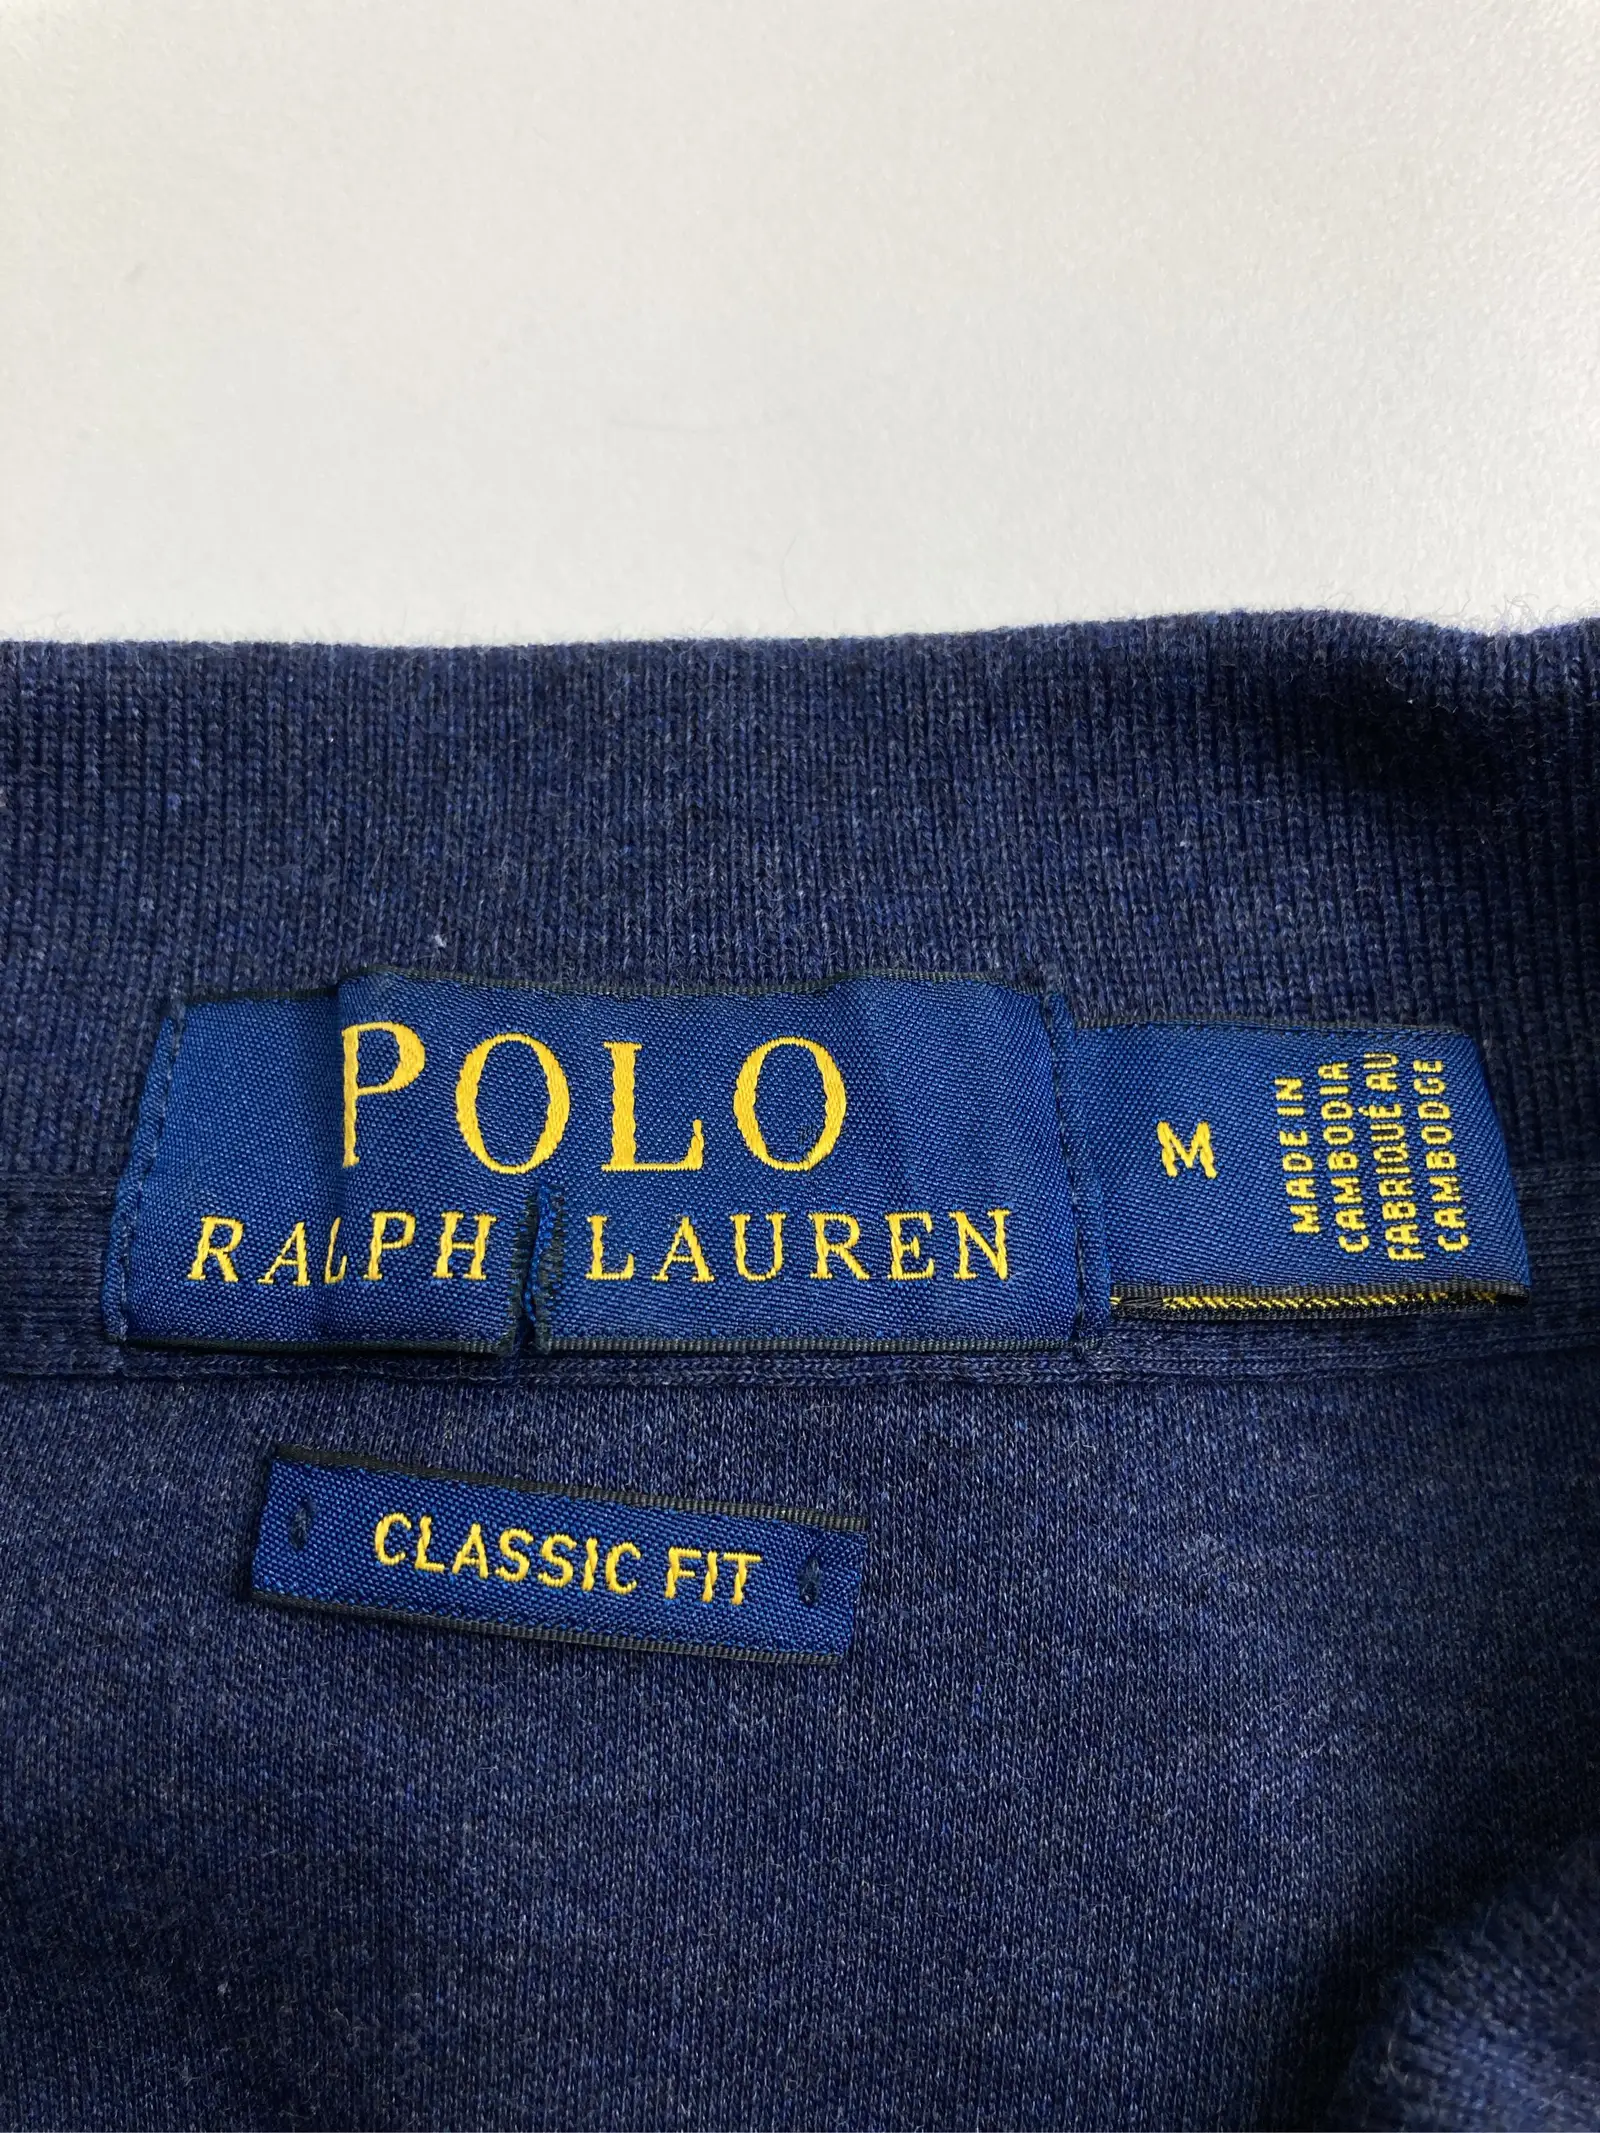 POLO
RALPH LAUREN
M
MADE IN
CAMBODIA
FABRIQUÉ AU
CAMBODGE
CLASSIC FIT